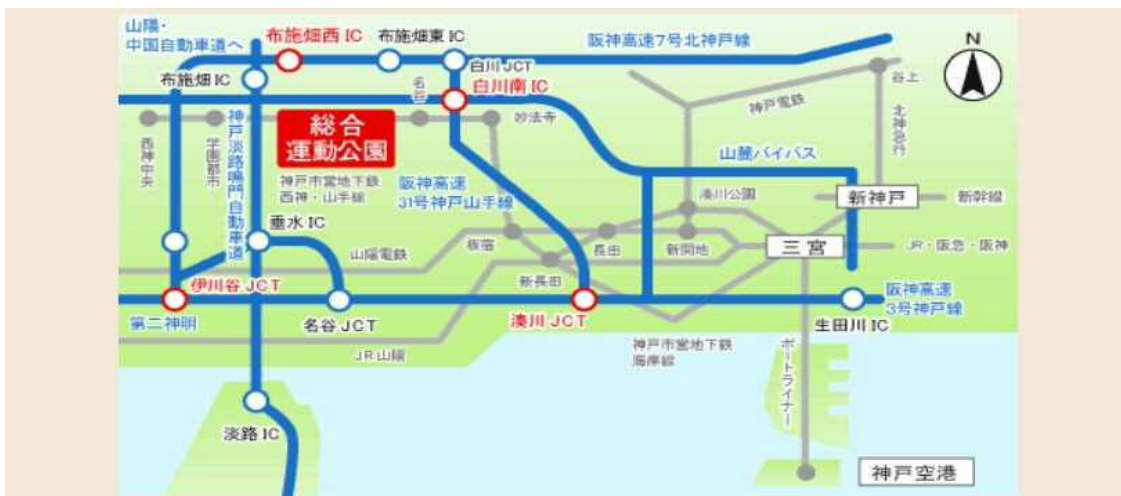 山陽・
中国自動車道へ
布施畑西 IC
布施畑東 IC
阪神高速7号北神戸線
N
布施畑 IC
白川 JCT
白川南 IC
名谷
谷上
神戸電鉄
北神急行
妙法寺
総合
運動公園
西神中央
学園都市
神戸淡路鳴門自動車道
神戸市営地下鉄
西神・山手線
阪神高速
31号神戸山手線
山麓バイパス
湊川公園
新神戸
新幹線
垂水 IC
山陽電鉄
板宿
長田
新開地
三宮
JR・阪急・阪神
新長田
伊川谷 JCT
第二神明
名谷 JCT
湊川 JCT
阪神高速
3号神戸線
生田川 IC
JR 山陽
神戸市営地下鉄
海岸線
ポートライナー
淡路 IC
神戸空港